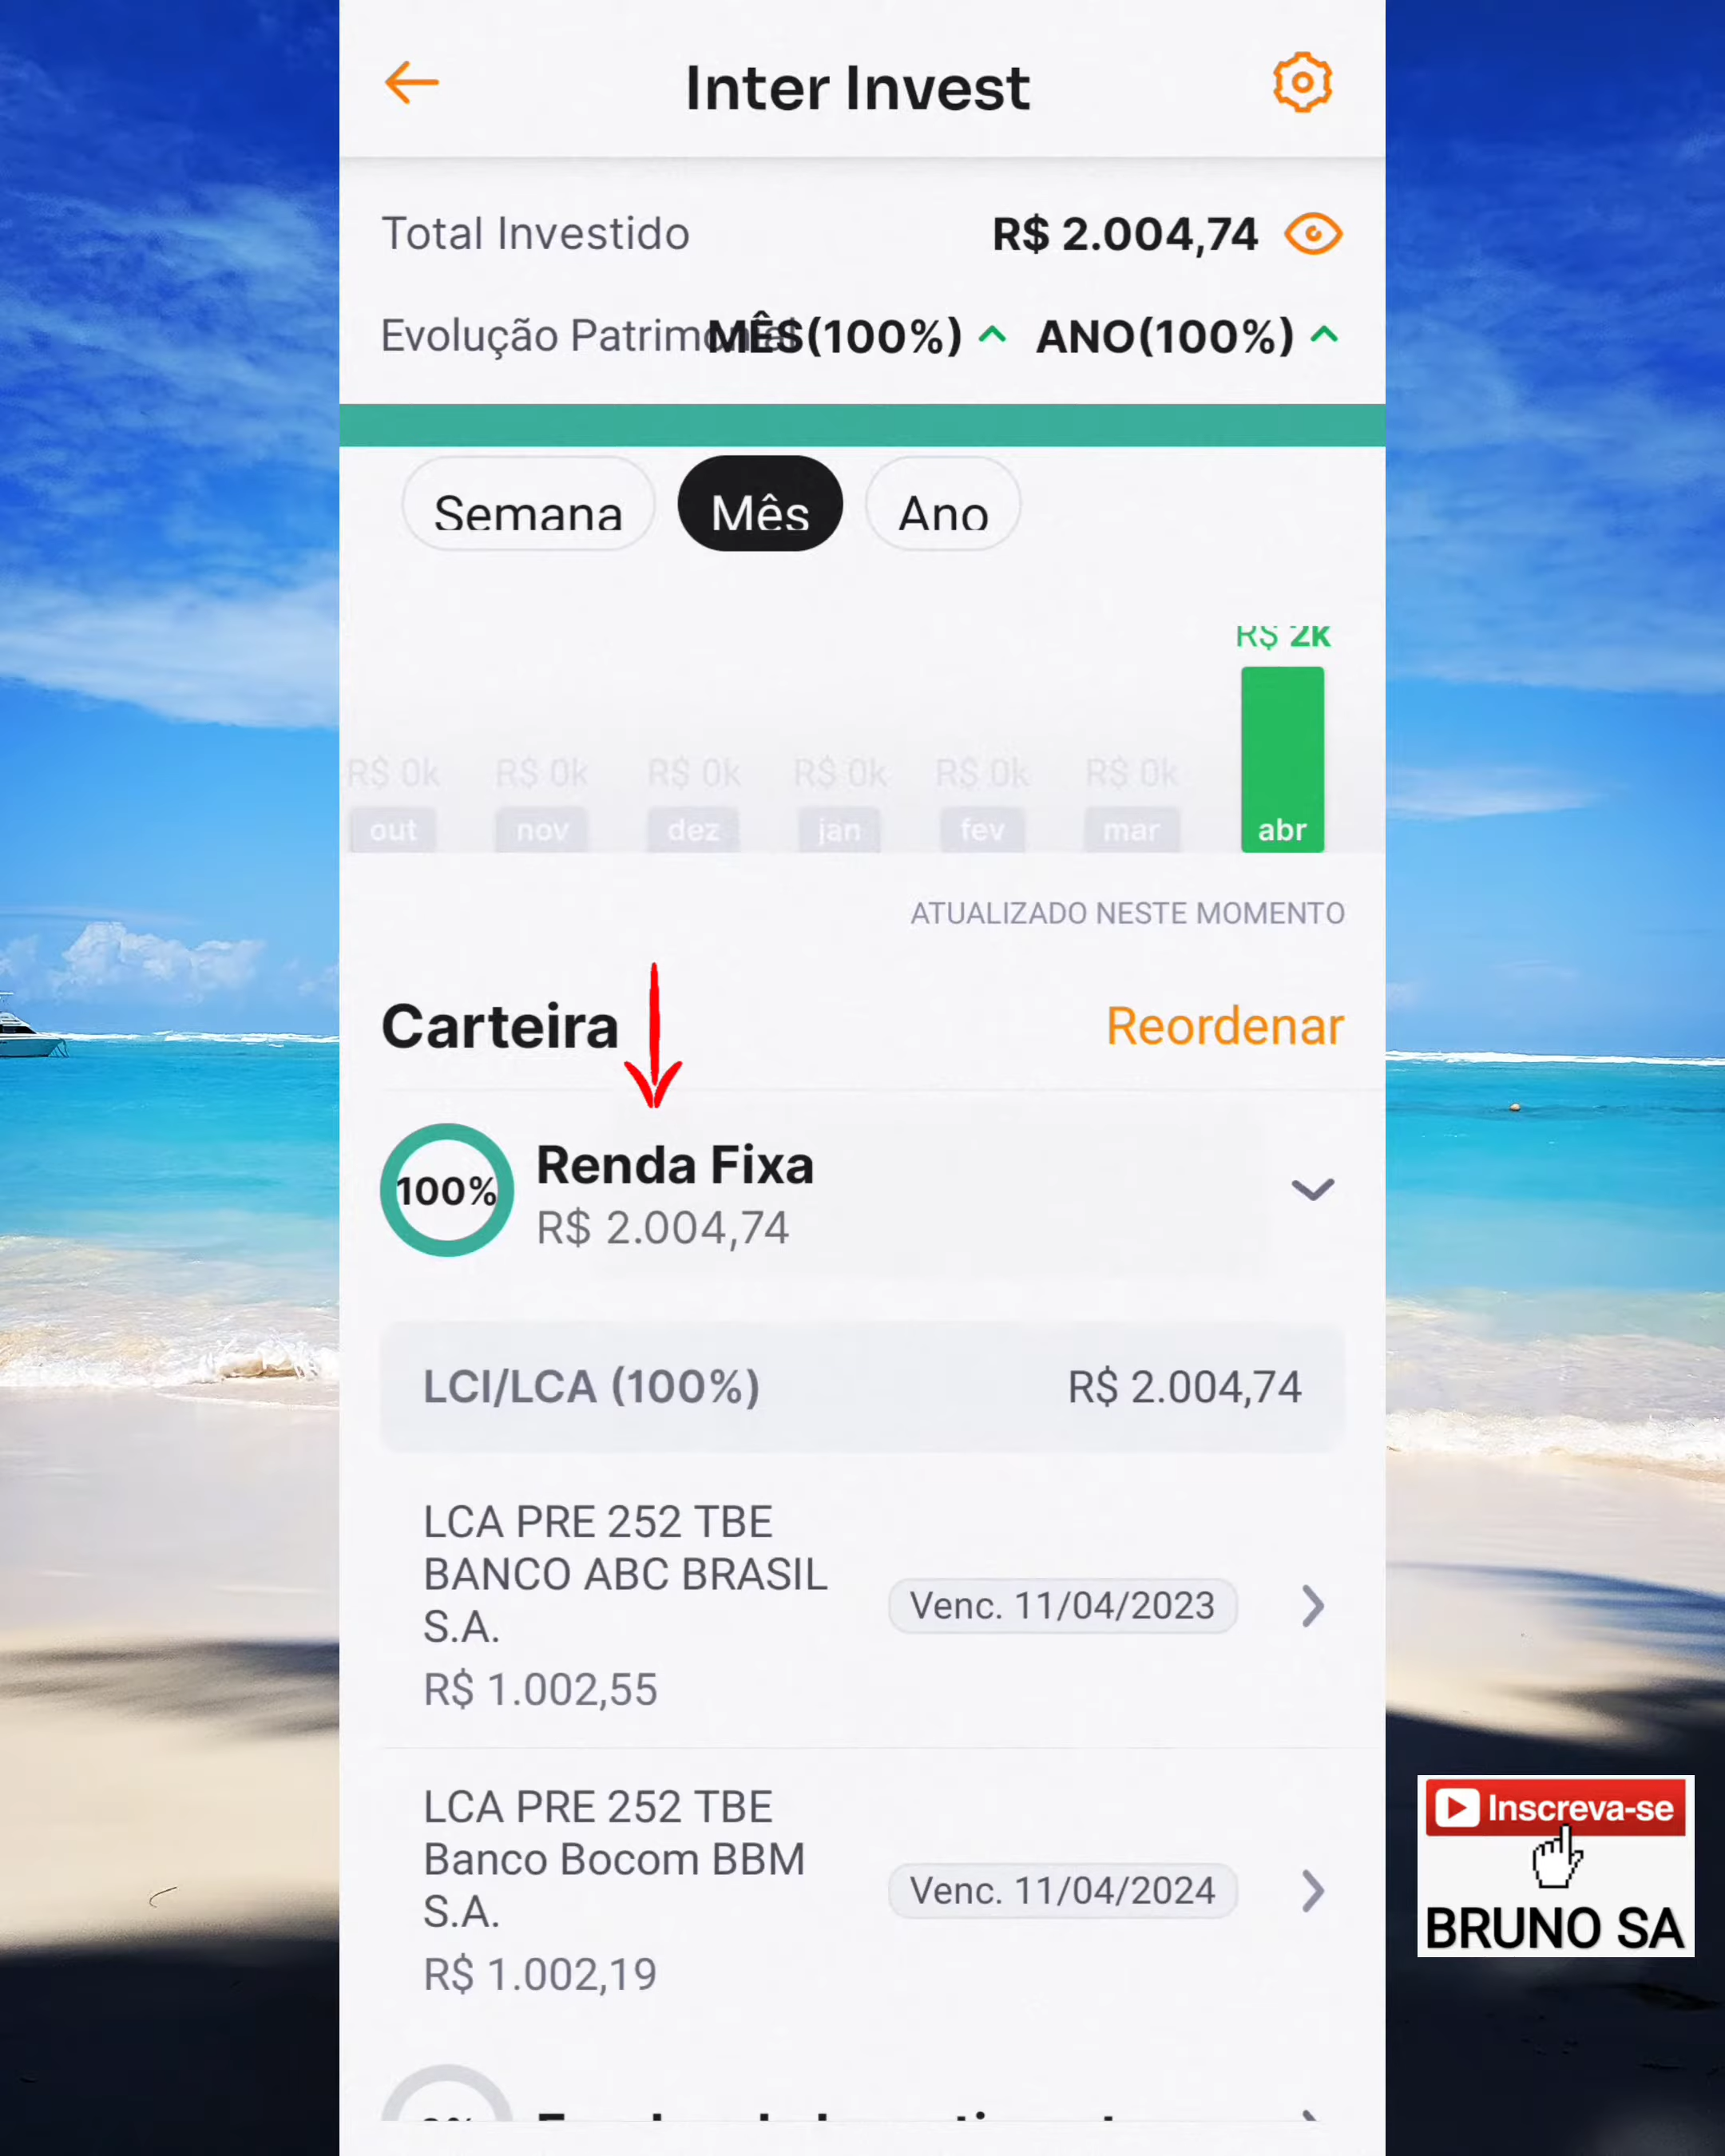 Inter Invest
Total Investido R$ 2.004,74
Evolução Patrimonial MÊS(100%) ANO(100%)
Semana Mês Ano
R$ 2K
R$ 0k R$ 0k R$ 0k R$ 0k R$ 0k R$ 0k
out nov dez jan fev mar abr
ATUALIZADO NESTE MOMENTO
Carteira Reordenar
100% Renda Fixa
R$ 2.004,74
LCI/LCA (100%) R$ 2.004,74
LCA PRE 252 TBE
BANCO ABC BRASIL
S.A.
Venc. 11/04/2023
R$ 1.002,55
LCA PRE 252 TBE
Banco Bocom BBM
S.A.
Venc. 11/04/2024
R$ 1.002,19
Inscreva-se
BRUNO SA